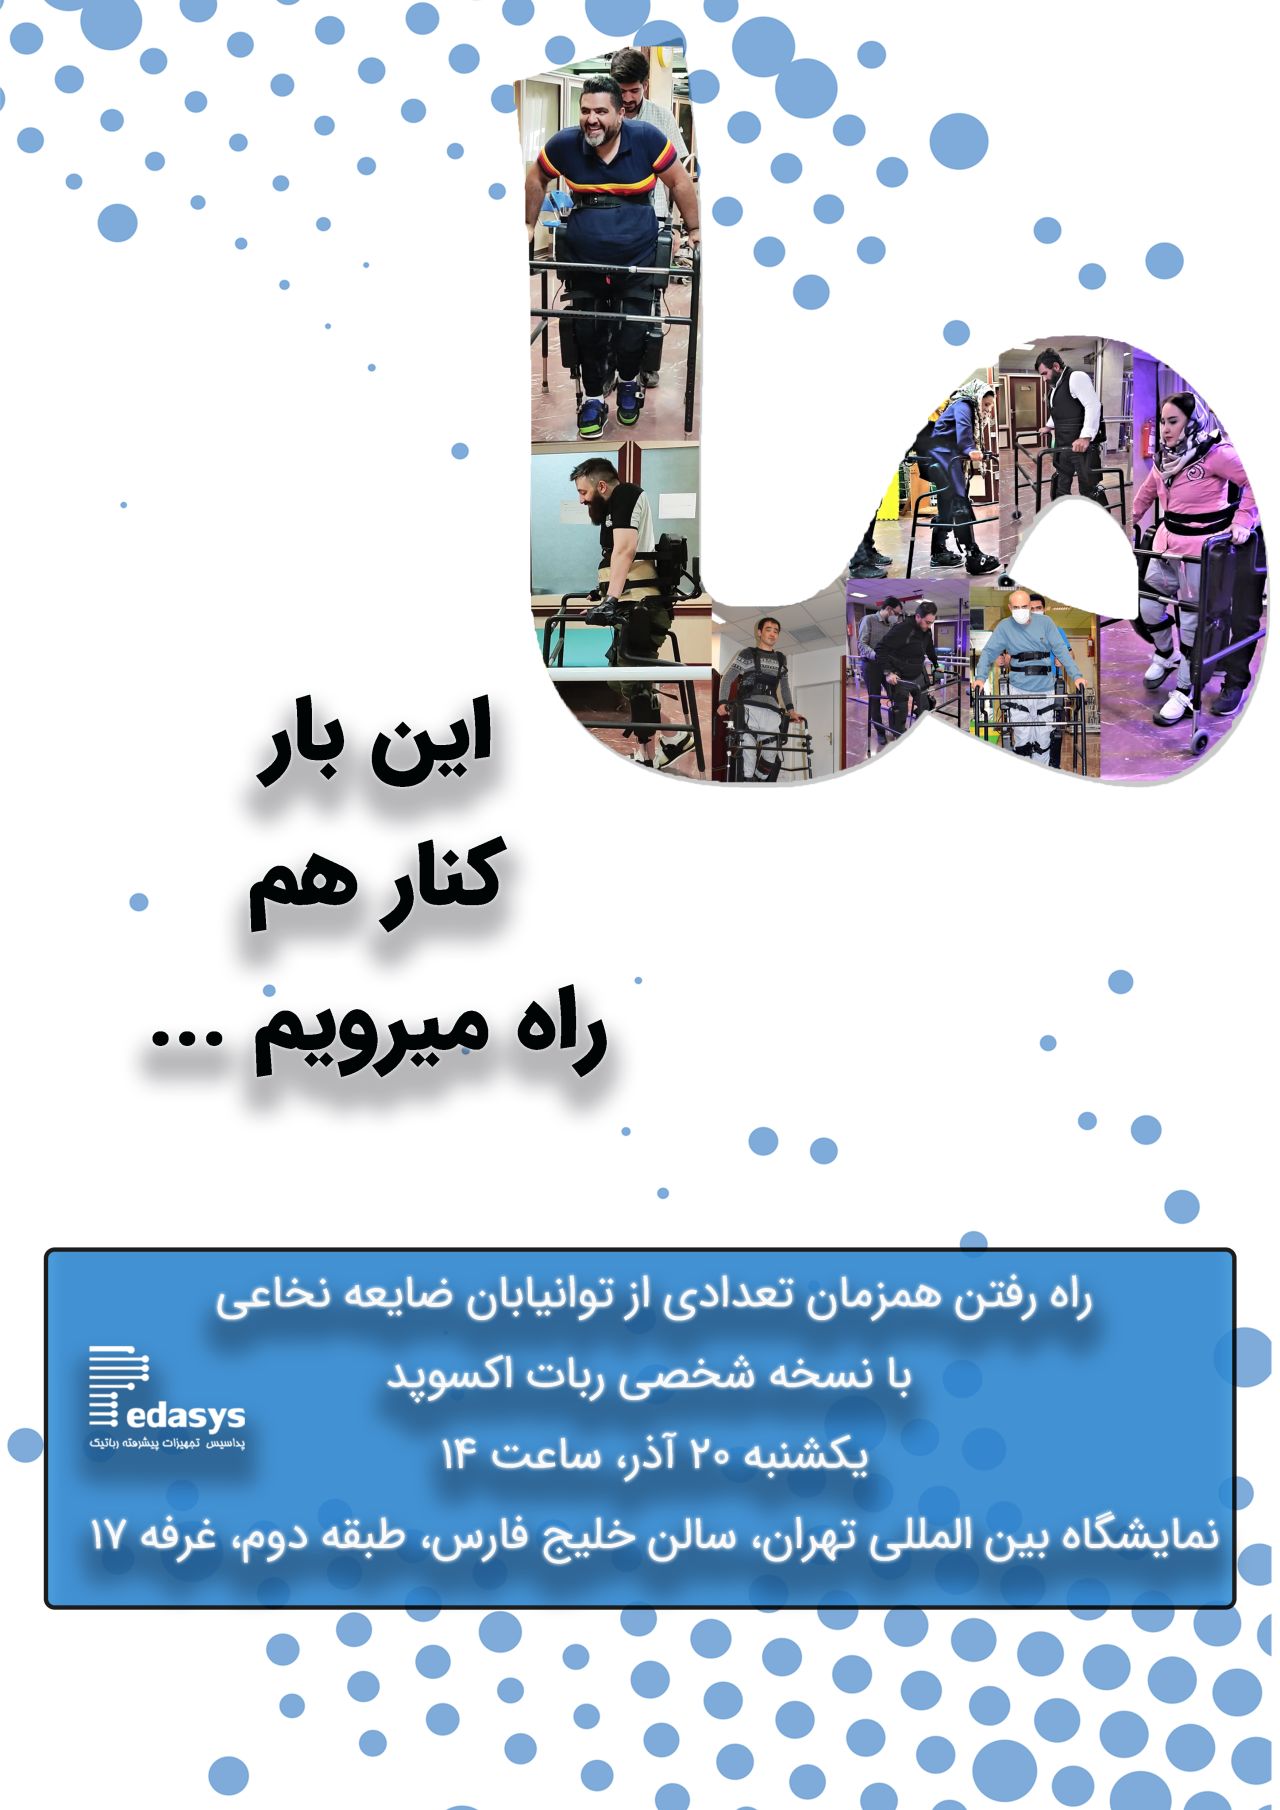 ما
این بار
کنار هم
راه میرویم ...
راه رفتن همزمان تعدادی از توانیابان ضایعه نخاعی
با نسخه شخصی ربات اکسوپد
یکشنبه ۲۰ آذر، ساعت ۱۴
نمایشگاه بین المللی تهران، سالن خلیج فارس، طبقه دوم، غرفه ۱۷
Pedasys
پداسیس تجهیزات پیشرفته رباتیک